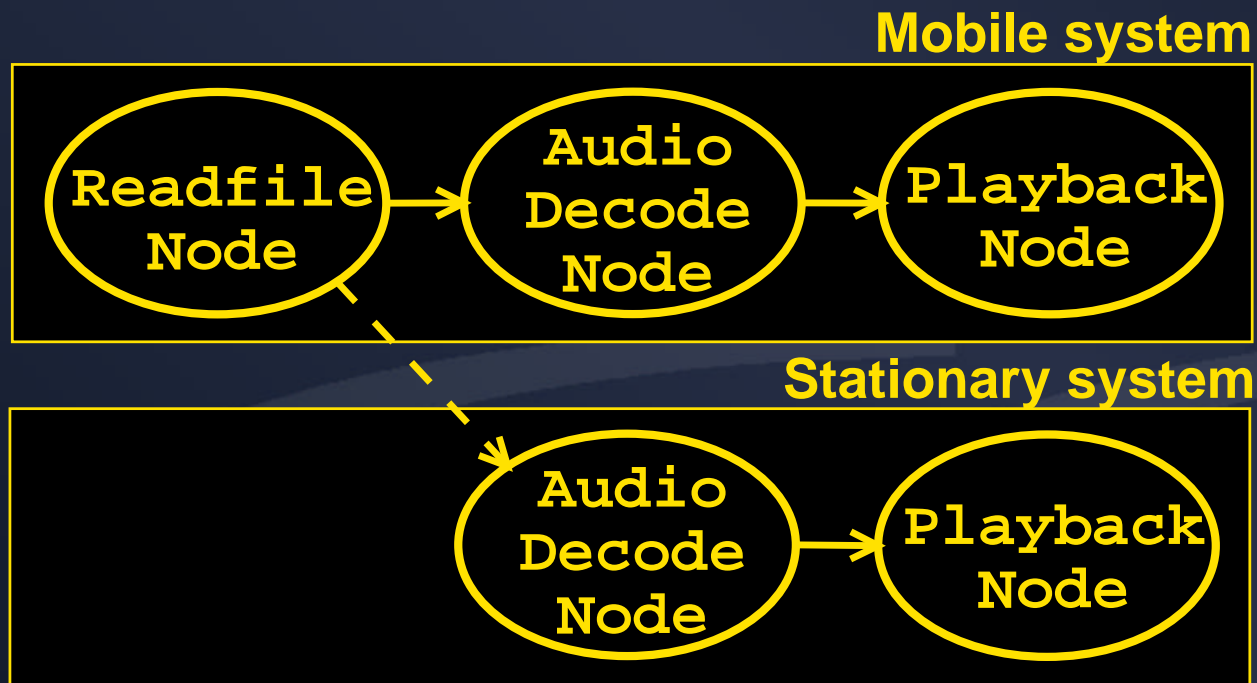 Mobile system
Readfile
Node
Audio
Decode
Node
Playback
Node
Stationary system
Audio
Decode
Node
Playback
Node